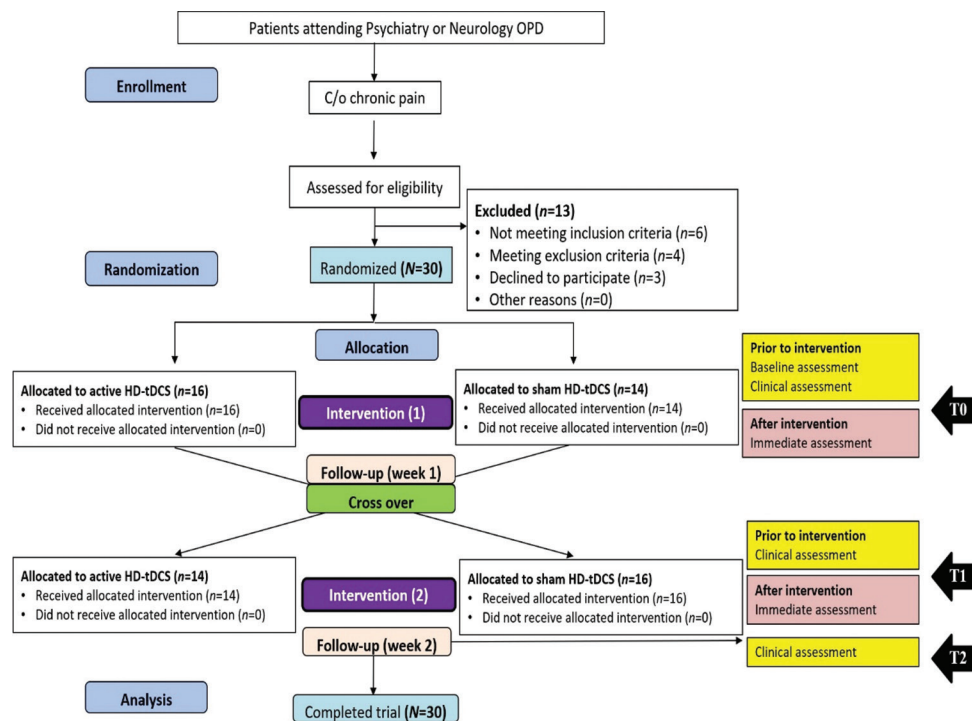 Patients attending Psychiatry or Neurology OPD
Enrollment
C/o chronic pain
Assessed for eligibility
Excluded (n=13)
• Not meeting inclusion criteria (n=6)
• Meeting exclusion criteria (n=4)
• Declined to participate (n=3)
• Other reasons (n=0)
Randomization
Randomized (N=30)
Allocation
Allocated to active HD-tDCS (n=16)
• Received allocated intervention (n=16)
• Did not receive allocated intervention (n=0)
Intervention (1)
Allocated to sham HD-tDCS (n=14)
• Received allocated intervention (n=14)
• Did not receive allocated intervention (n=0)
Prior to intervention
Baseline assessment
Clinical assessment
After intervention
Immediate assessment
T0
Follow-up (week 1)
Cross over
Allocated to active HD-tDCS (n=14)
• Received allocated intervention (n=14)
• Did not receive allocated intervention (n=0)
Intervention (2)
Allocated to sham HD-tDCS (n=16)
• Received allocated intervention (n=16)
• Did not receive allocated intervention (n=0)
Prior to intervention
Clinical assessment
After intervention
Immediate assessment
T1
Follow-up (week 2)
Clinical assessment
T2
Analysis
Completed trial (N=30)